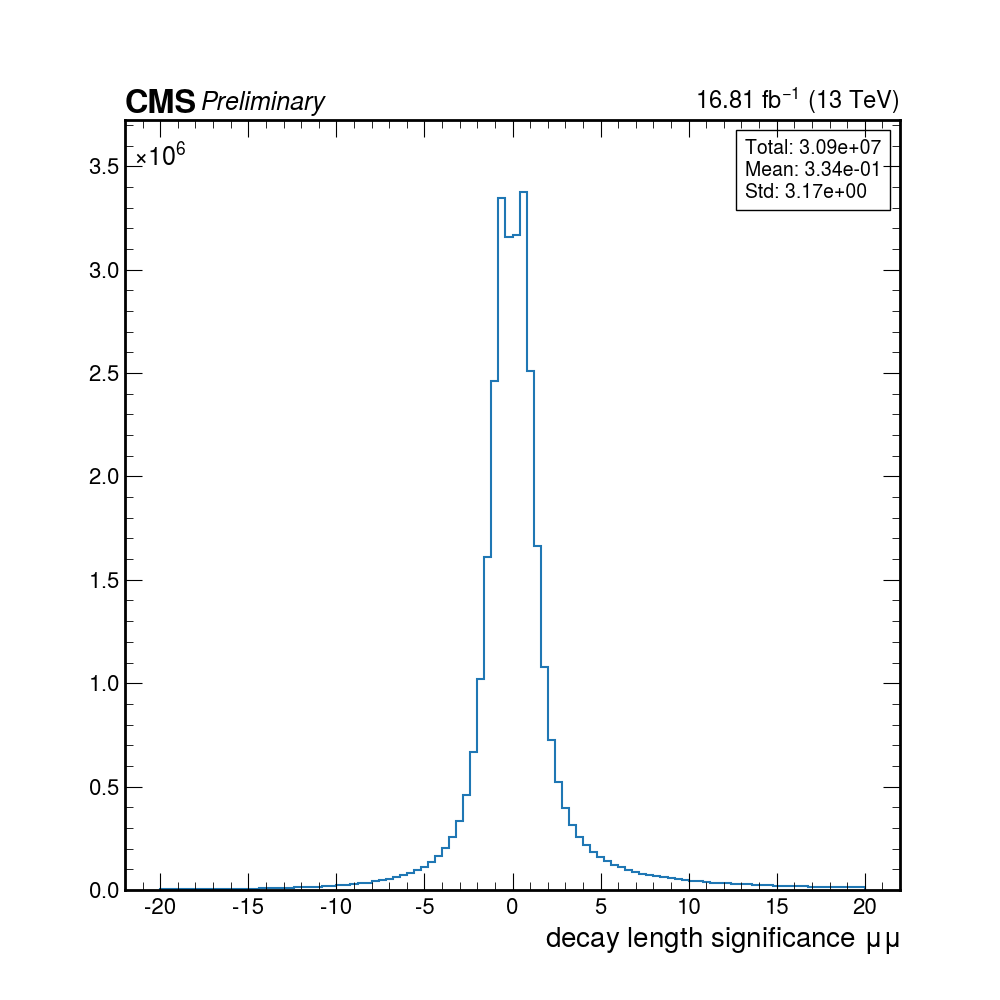 CMS Preliminary
16.81 fb⁻¹ (13 TeV)
×10⁶
Total: 3.09e+07
Mean: 3.34e-01
Std: 3.17e+00
3.5
3.0
2.5
2.0
1.5
1.0
0.5
0.0
-20 -15 -10 -5 0 5 10 15 20
decay length significance μμ